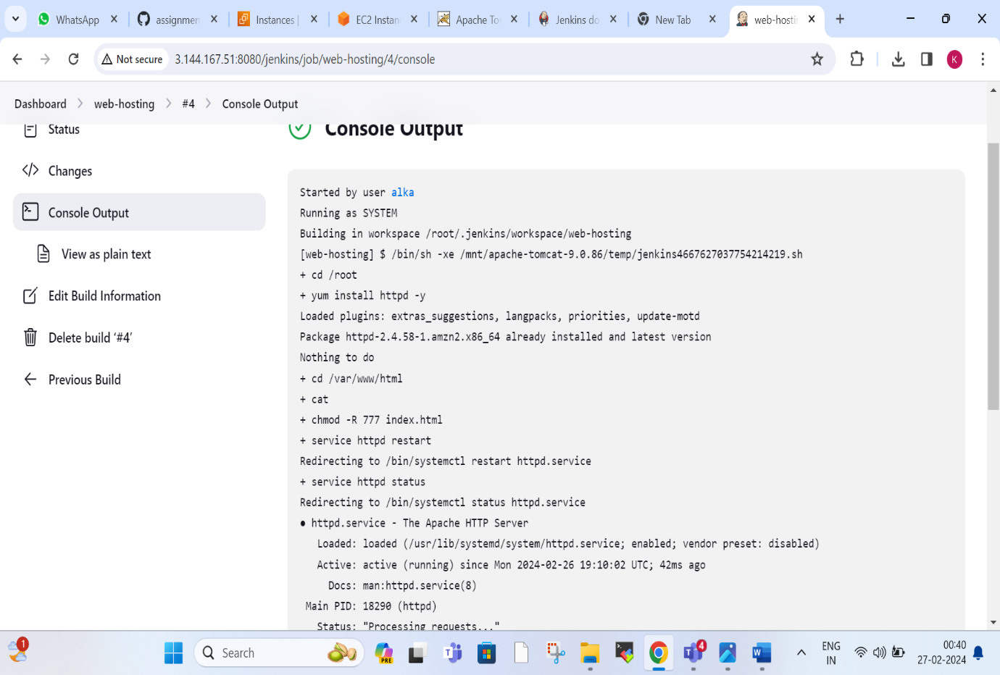 WhatsApp
assignmen
Instances |
EC2 Instan
Apache To
Jenkins do
New Tab
web-hostin
Not secure
3.144.167.51:8080/jenkins/job/web-hosting/4/console
K
Dashboard
web-hosting
#4
Console Output
Status
Changes
Console Output
View as plain text
Edit Build Information
Delete build ‘#4’
Previous Build
Console Output
Started by user alka
Running as SYSTEM
Building in workspace /root/.jenkins/workspace/web-hosting
[web-hosting] $ /bin/sh -xe /mnt/apache-tomcat-9.0.86/temp/jenkins4667627037754214219.sh
+ cd /root
+ yum install httpd -y
Loaded plugins: extras_suggestions, langpacks, priorities, update-motd
Package httpd-2.4.58-1.amzn2.x86_64 already installed and latest version
Nothing to do
+ cd /var/www/html
+ cat
+ chmod -R 777 index.html
+ service httpd restart
Redirecting to /bin/systemctl restart httpd.service
+ service httpd status
Redirecting to /bin/systemctl status httpd.service
● httpd.service - The Apache HTTP Server
Loaded: loaded (/usr/lib/systemd/system/httpd.service; enabled; vendor preset: disabled)
Active: active (running) since Mon 2024-02-26 19:10:02 UTC; 42ms ago
Docs: man:httpd.service(8)
Main PID: 18290 (httpd)
Status: "Processing requests..."
1
Search
PRE
4
ENG
IN
00:40
27-02-2024